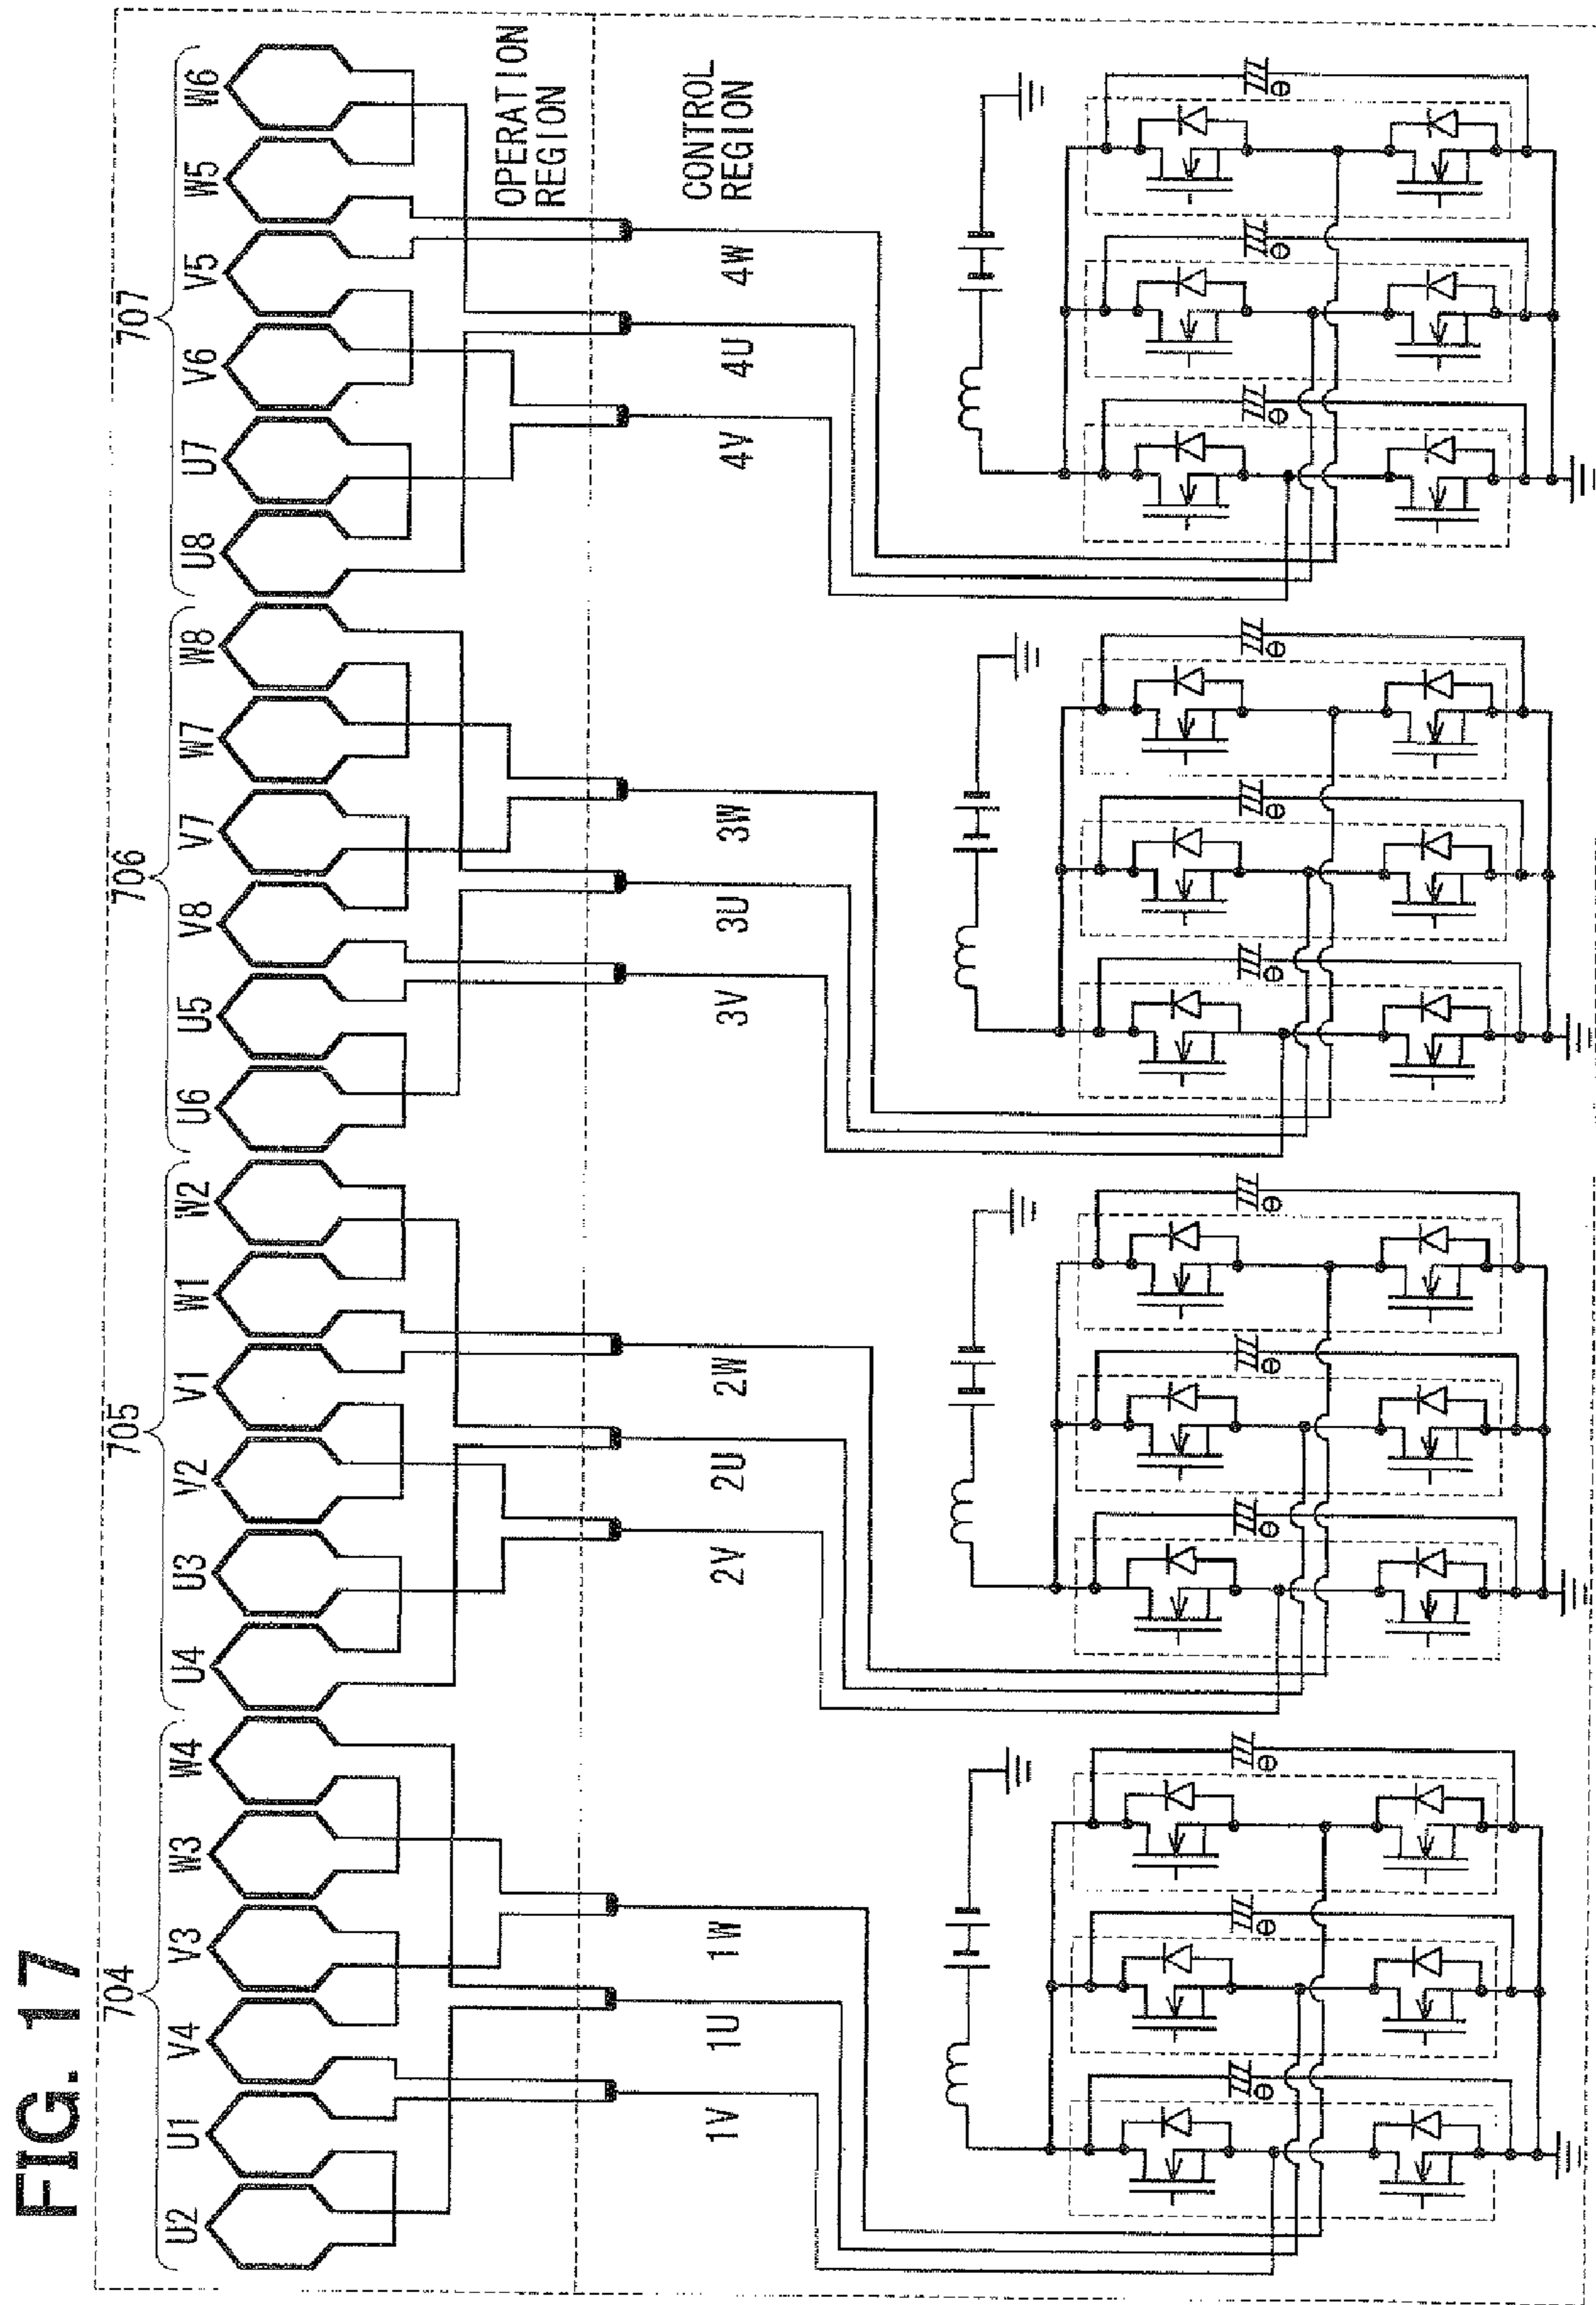 FIG. 17
704 705 706 707
U2 U1 V4 V3 W3 W4 U4 U3 V2 V1 W1 W2 U6 U5 V8 V7 W7 W8 U8 U7 V6 V5 W5 W6
OPERATION
REGION
CONTROL
REGION
1V 1U 1W 2V 2U 2W 3V 3U 3W 4V 4U 4W